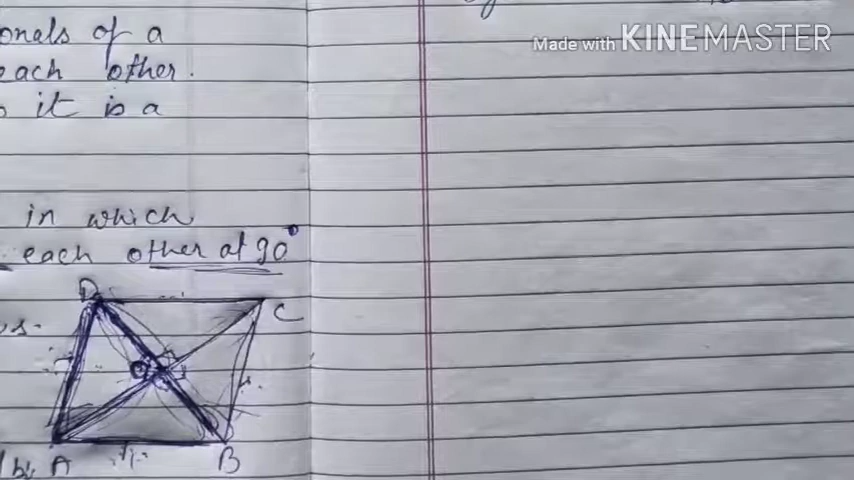 Made with KINEMASTER
onals of a
each other.
it is a
in which
each other at 90°
D
C
O
A
B